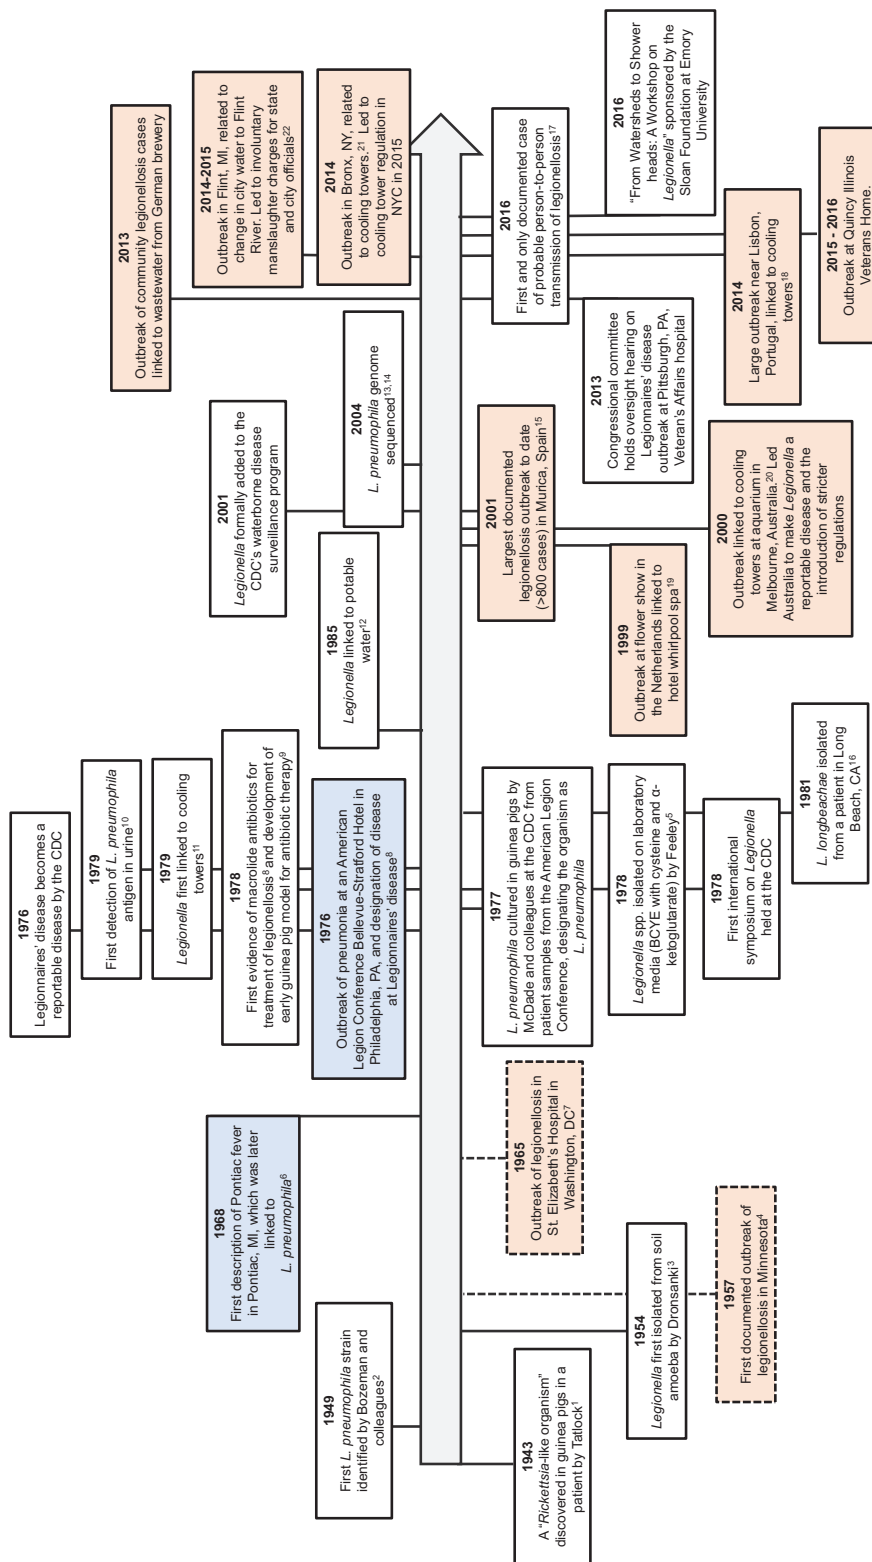 1976
Legionnaires' disease becomes a
reportable disease by the CDC
1979
First detection of L. pneumophila
antigen in urine10
1979
Legionella first linked to cooling
towers11
1978
First evidence of macrolide antibiotics for
treatment of legionellosis8 and development of
early guinea pig model for antibiotic therapy9
1976
Outbreak of pneumonia at an American
Legion Conference Bellevue-Stratford Hotel in
Philadelphia, PA, and designation of disease
at Legionnaires' disease8
1968
First description of Pontiac fever
in Pontiac, MI, which was later
linked to
L. pneumophila6
1949
First L. pneumophila strain
identified by Bozeman and
colleagues2
1985
Legionella linked to potable
water12
2001
Legionella formally added to the
CDC's waterborne disease
surveillance program
2004
L. pneumophila genome
sequenced13,14
2013
Outbreak of community legionellosis cases
linked to wastewater from German brewery
2014-2015
Outbreak in Flint, MI, related to
change in city water to Flint
River. Led to involuntary
manslaughter charges for state
and city officials22
2014
Outbreak in Bronx, NY, related
to cooling towers.21 Led to
cooling tower regulation in
NYC in 2015
1943
A "Rickettsia-like organism"
discovered in guinea pigs in a
patient by Tatlock1
1954
Legionella first isolated from soil
amoeba by Dronsanki3
1957
First documented outbreak of
legionellosis in Minnesota4
1965
Outbreak of legionellosis in
St. Elizabeth's Hospital in
Washington, DC7
1977
L. pneumophila cultured in guinea pigs by
McDade and colleagues at the CDC from
patient samples from the American Legion
Conference, designating the organism as
L. pneumophila
1978
Legionella spp. isolated on laboratory
media (BCYE with cysteine and α-
ketoglutarate) by Feeley5
1978
First international
symposium on Legionella
held at the CDC
1981
L. longbeachae isolated
from a patient in Long
Beach, CA16
2001
Largest documented
legionellosis outbreak to date
(>800 cases) in Murica, Spain15
1999
Outbreak at flower show in
the Netherlands linked to
hotel whirlpool spa19
2000
Outbreak linked to cooling
towers at aquarium in
Melbourne, Australia.20 Led
Australia to make Legionella a
reportable disease and the
introduction of stricter
regulations
2016
First and only documented case
of probable person-to-person
transmission of legionellosis17
2013
Congressional committee
holds oversight hearing on
Legionnaires' disease
outbreak at Pittsburgh, PA,
Veteran's Affairs hospital
2016
"From Watersheds to Shower
heads: A Workshop on
Legionella" sponsored by the
Sloan Foundation at Emory
University
2014
Large outbreak near Lisbon,
Portugal, linked to cooling
towers18
2015 - 2016
Outbreak at Quincy Illinois
Veterans Home.